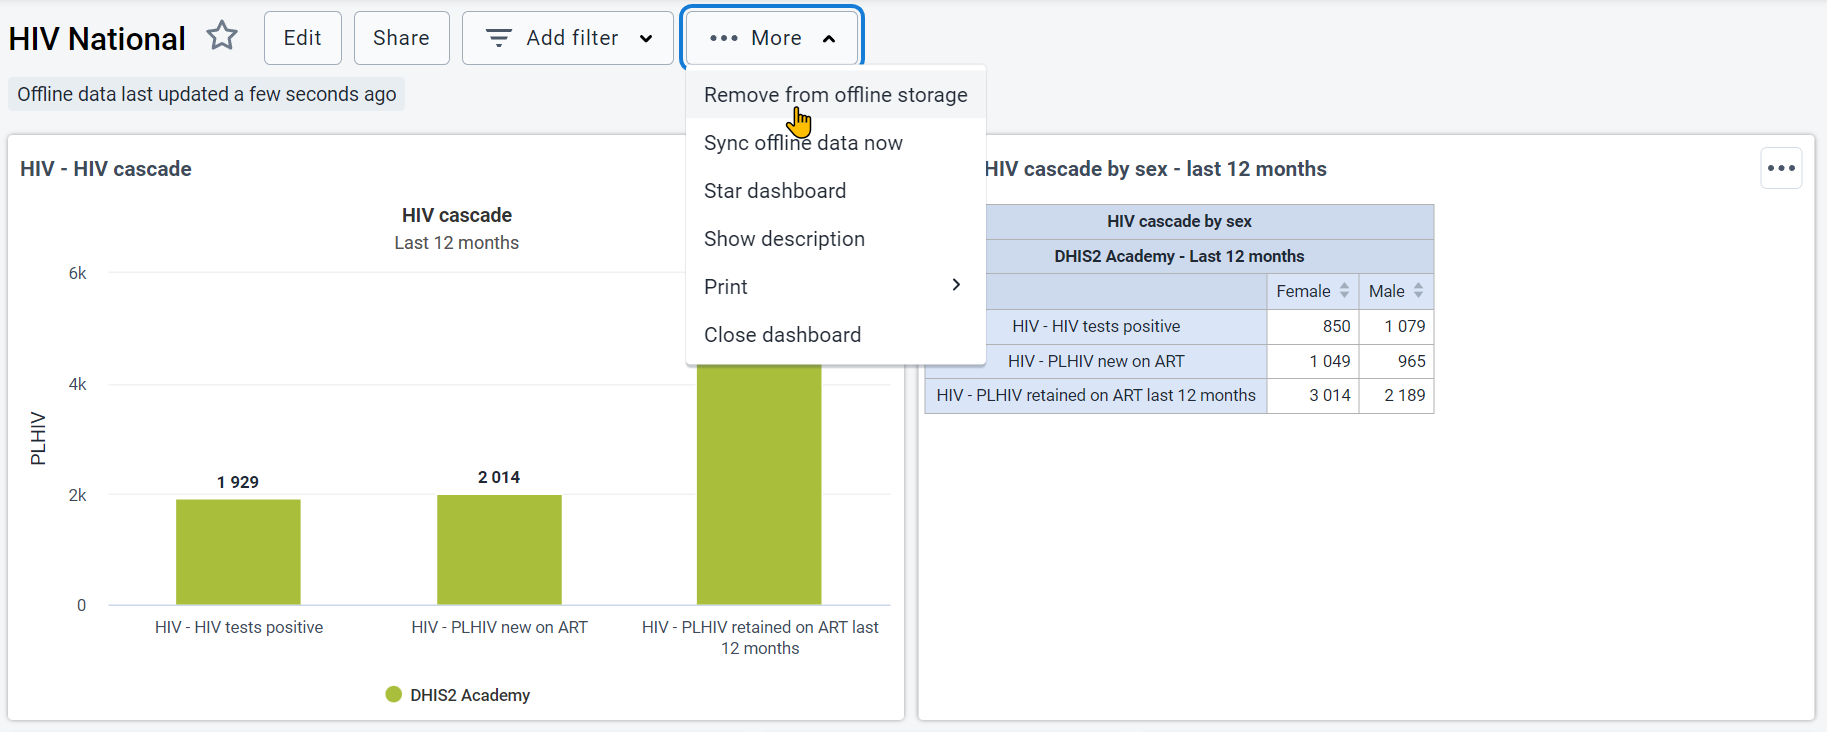 HIV National
Edit
Share
Add filter
More
Offline data last updated a few seconds ago
Remove from offline storage
Sync offline data now
Star dashboard
Show description
Print
Close dashboard
HIV - HIV cascade
HIV cascade
Last 12 months
6k
4k
2k
0
PLHIV
1 929
2 014
HIV - HIV tests positive
HIV - PLHIV new on ART
HIV - PLHIV retained on ART last
12 months
DHIS2 Academy
HIV cascade by sex - last 12 months
HIV cascade by sex
DHIS2 Academy - Last 12 months
Female Male
HIV - HIV tests positive 850 1 079
HIV - PLHIV new on ART 1 049 965
HIV - PLHIV retained on ART last 12 months 3 014 2 189